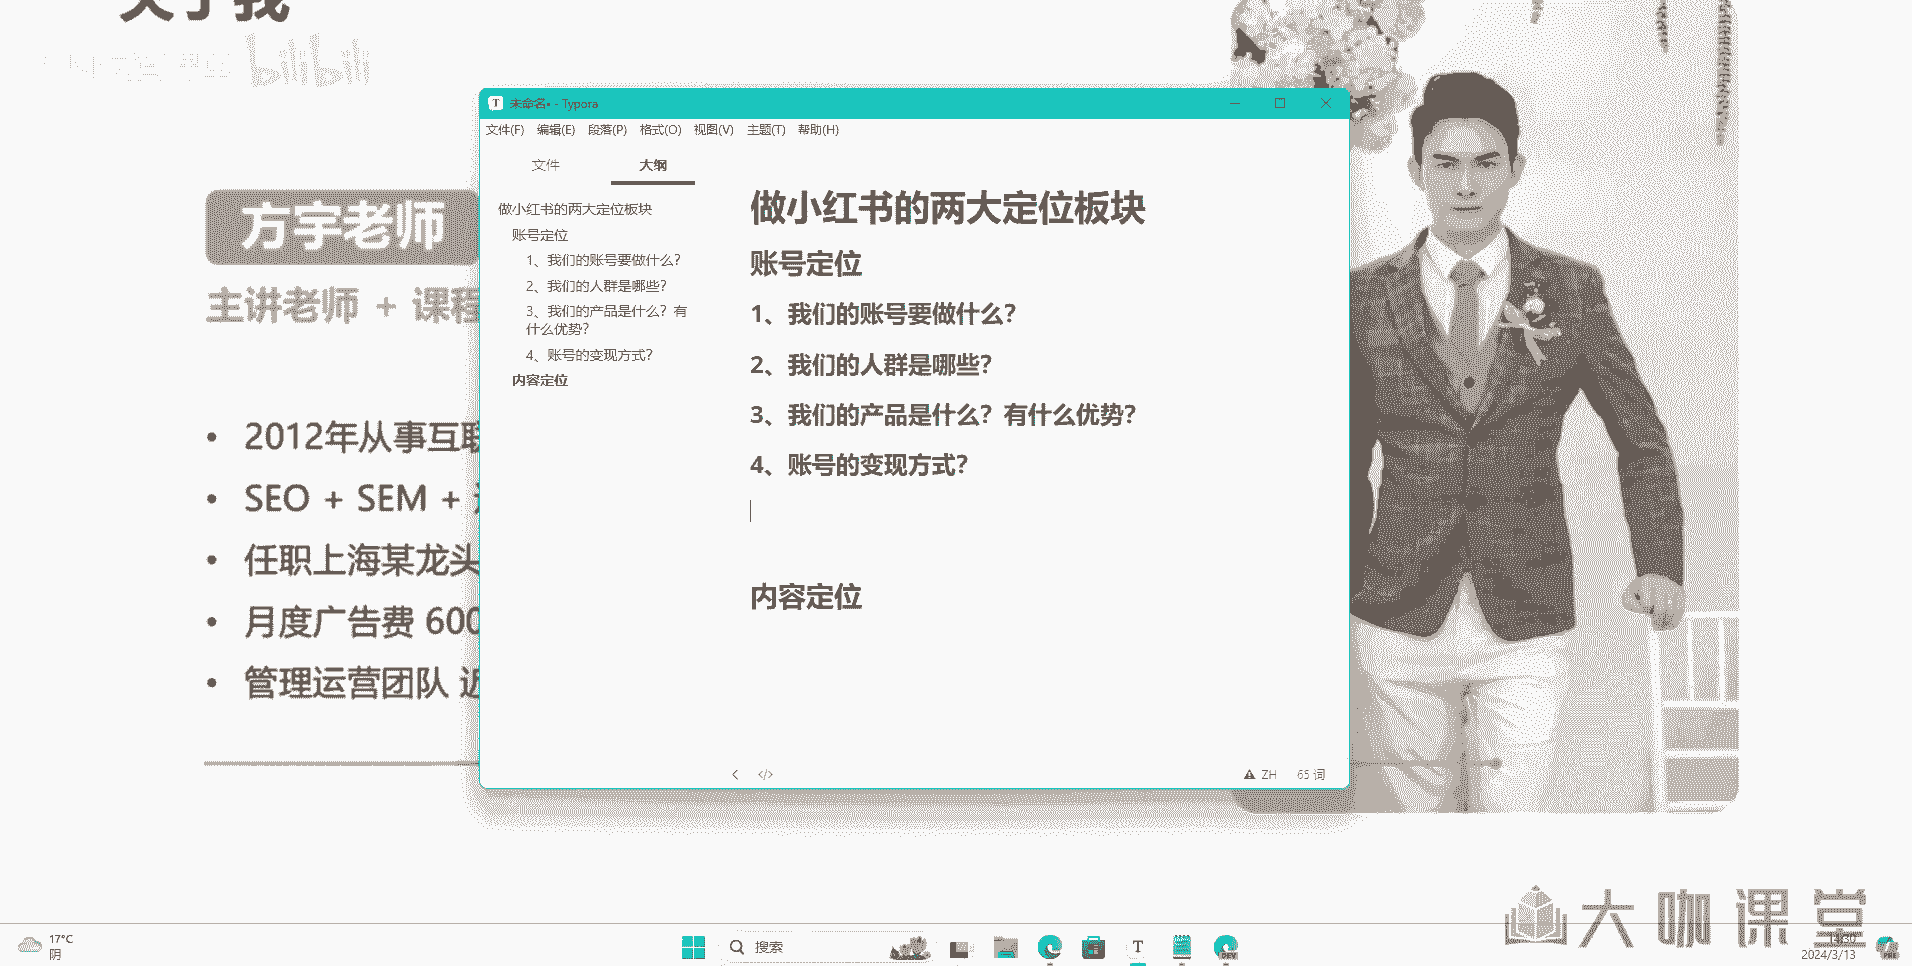 关于我
bilibili
方宇老师
主讲老师 + 课程
2012年从事互联
SEO + SEM +
任职上海某龙头
月度广告费 600
管理运营团队 近
未命名• - Typora
文件(F) 编辑(E) 段落(P) 格式(O) 视图(V) 主题(T) 帮助(H)
文件 大纲
做小红书的两大定位板块
账号定位
1、我们的账号要做什么?
2、我们的人群是哪些?
3、我们的产品是什么? 有
什么优势?
4、账号的变现方式?
内容定位
做小红书的两大定位板块
账号定位
1、我们的账号要做什么?
2、我们的人群是哪些?
3、我们的产品是什么? 有什么优势?
4、账号的变现方式?
内容定位
ZH 65 词
大咖课堂
17°C
阴
搜索
T
DEV
14:30
2024/3/13
PRE